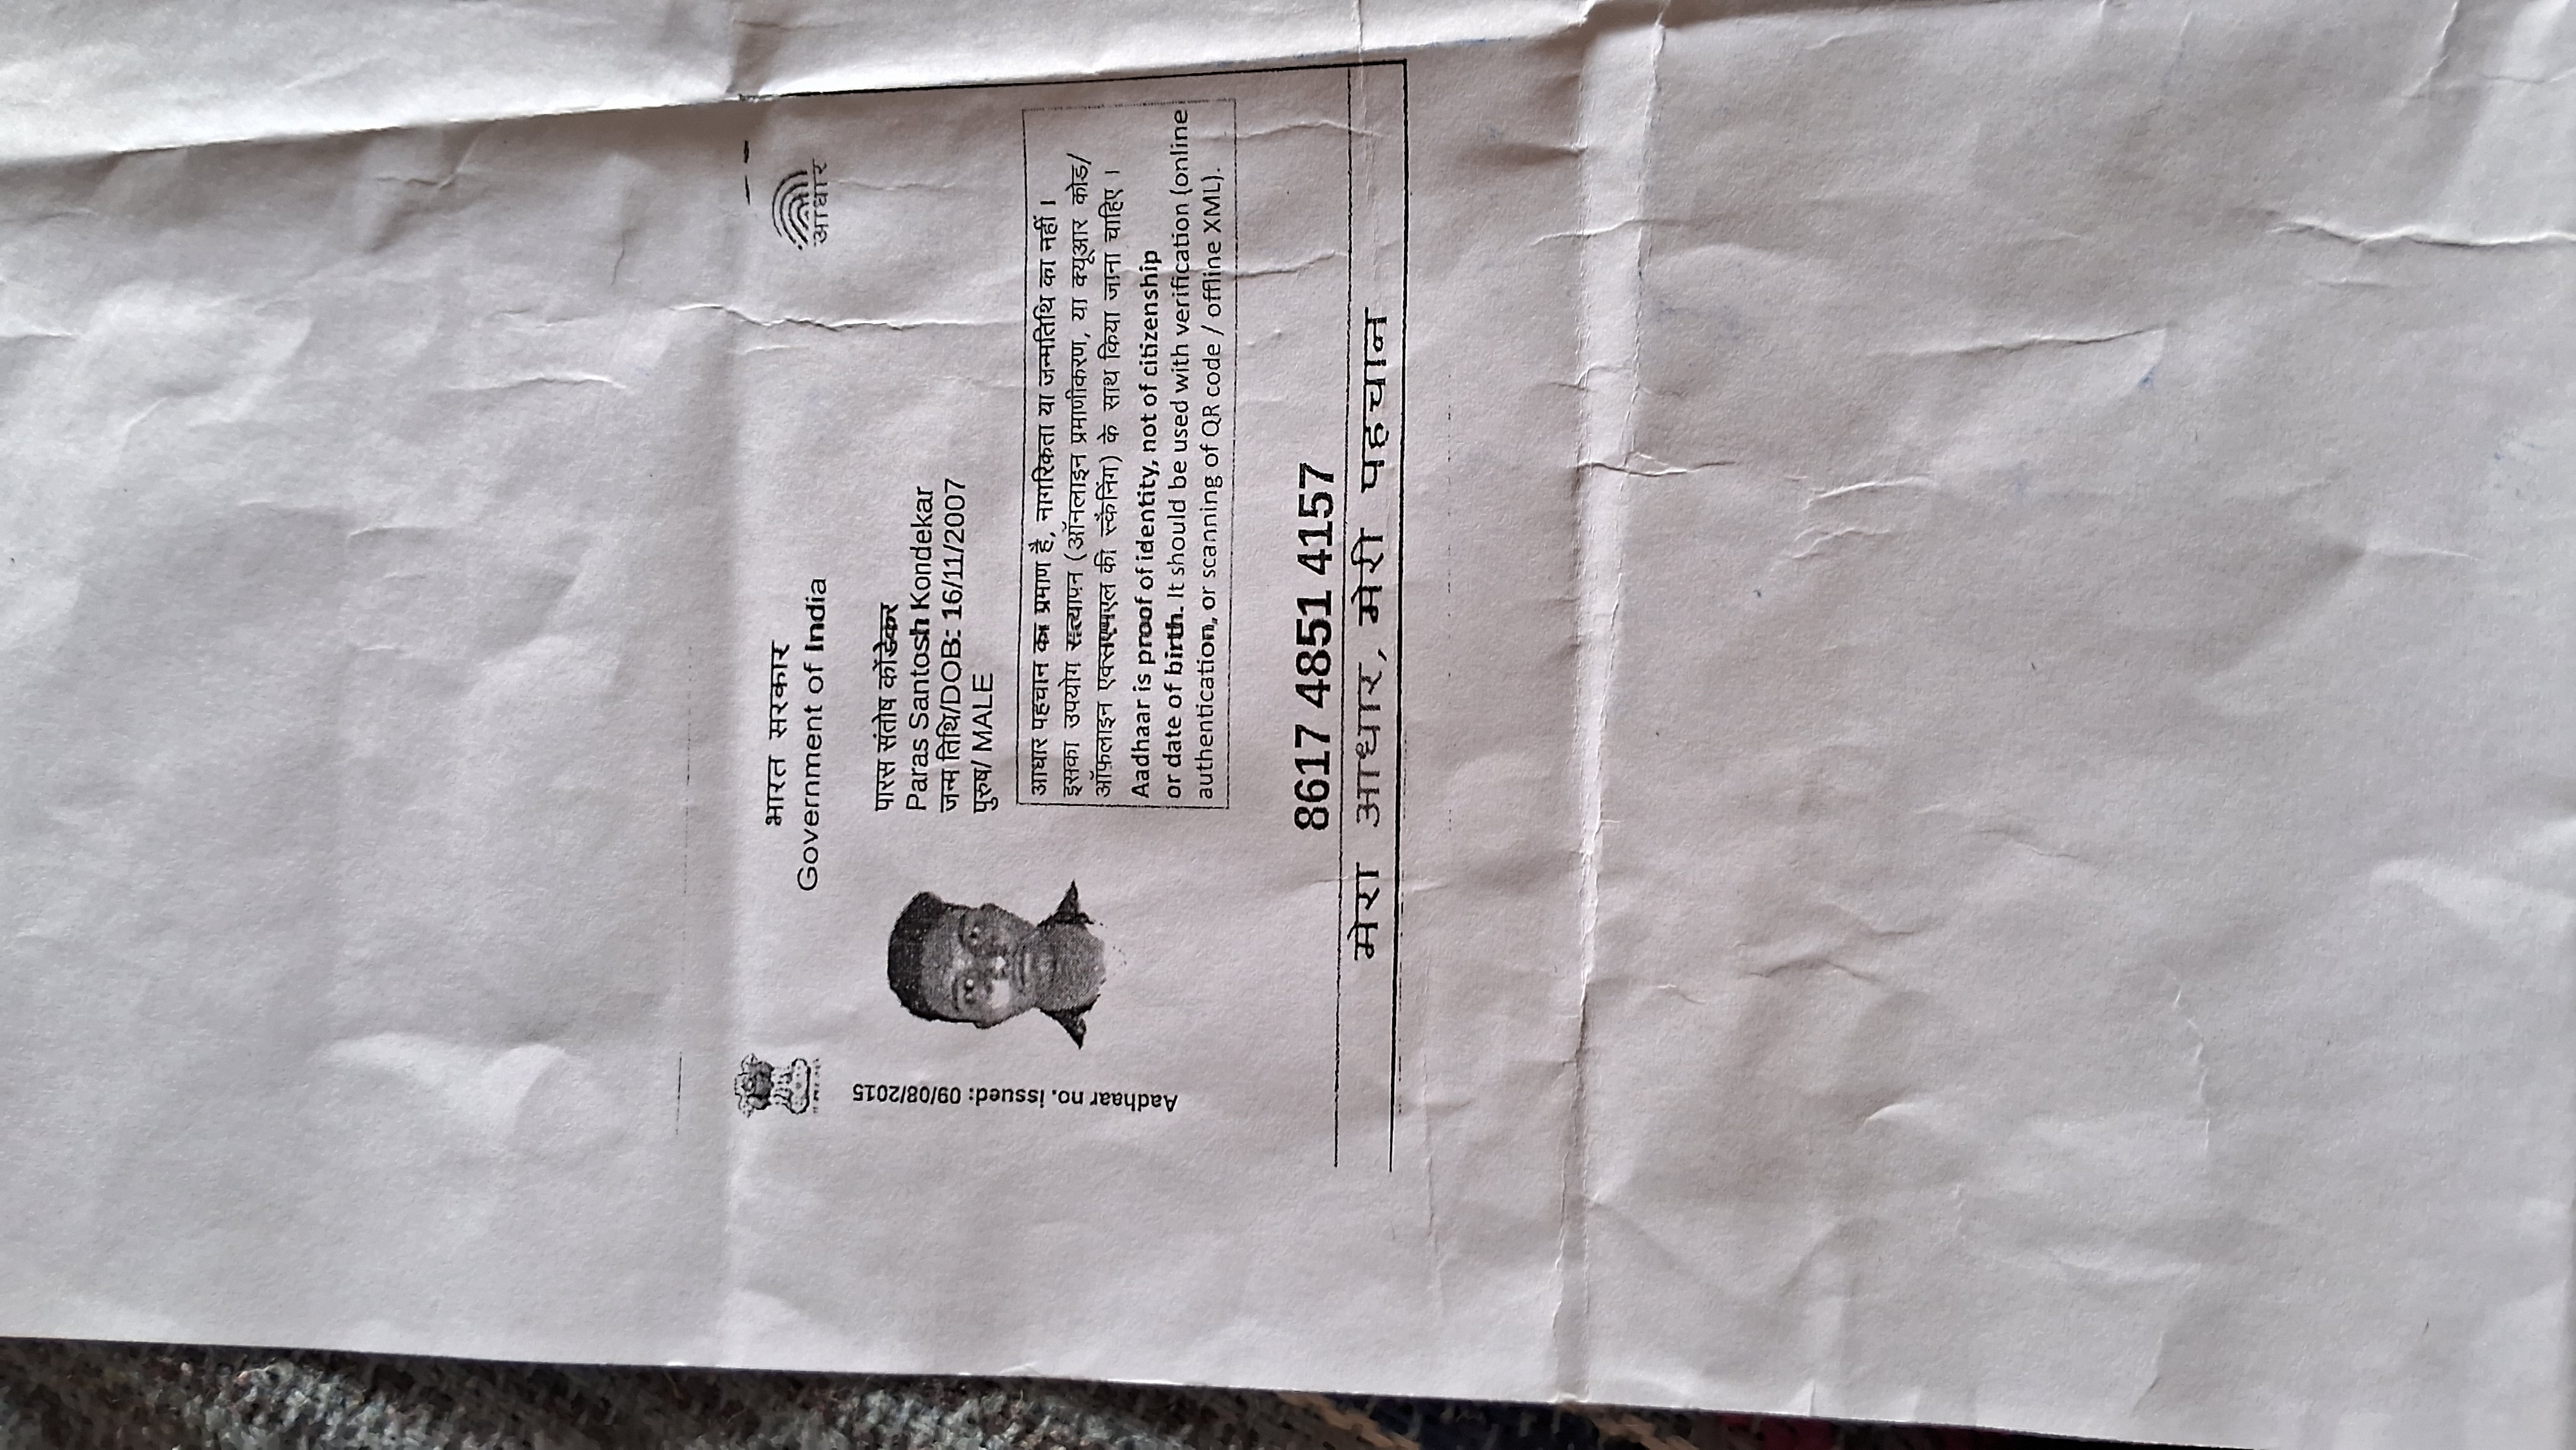 भारत सरकार
Government of India
आधार
Aadhaar no. issued: 09/08/2015
पारस संतोष कोंडेकर
Paras Santosh Kondekar
जन्म तिथि/DOB: 16/11/2007
पुरुष/ MALE
आधार पहचान का प्रमाण है, नागरिकता या जन्मतिथि का नहीं ।
इसका उपयोग सत्यापन (ऑनलाइन प्रमाणीकरण, या क्यूआर कोड/
ऑफ़लाइन एक्सएमएल की स्कैनिंग) के साथ किया जाना चाहिए ।
Aadhaar is proof of identity, not of citizenship
or date of birth. It should be used with verification (online
authentication, or scanning of QR code / offline XML).
8617 4851 4157
मेरा आधार, मेरी पहचान